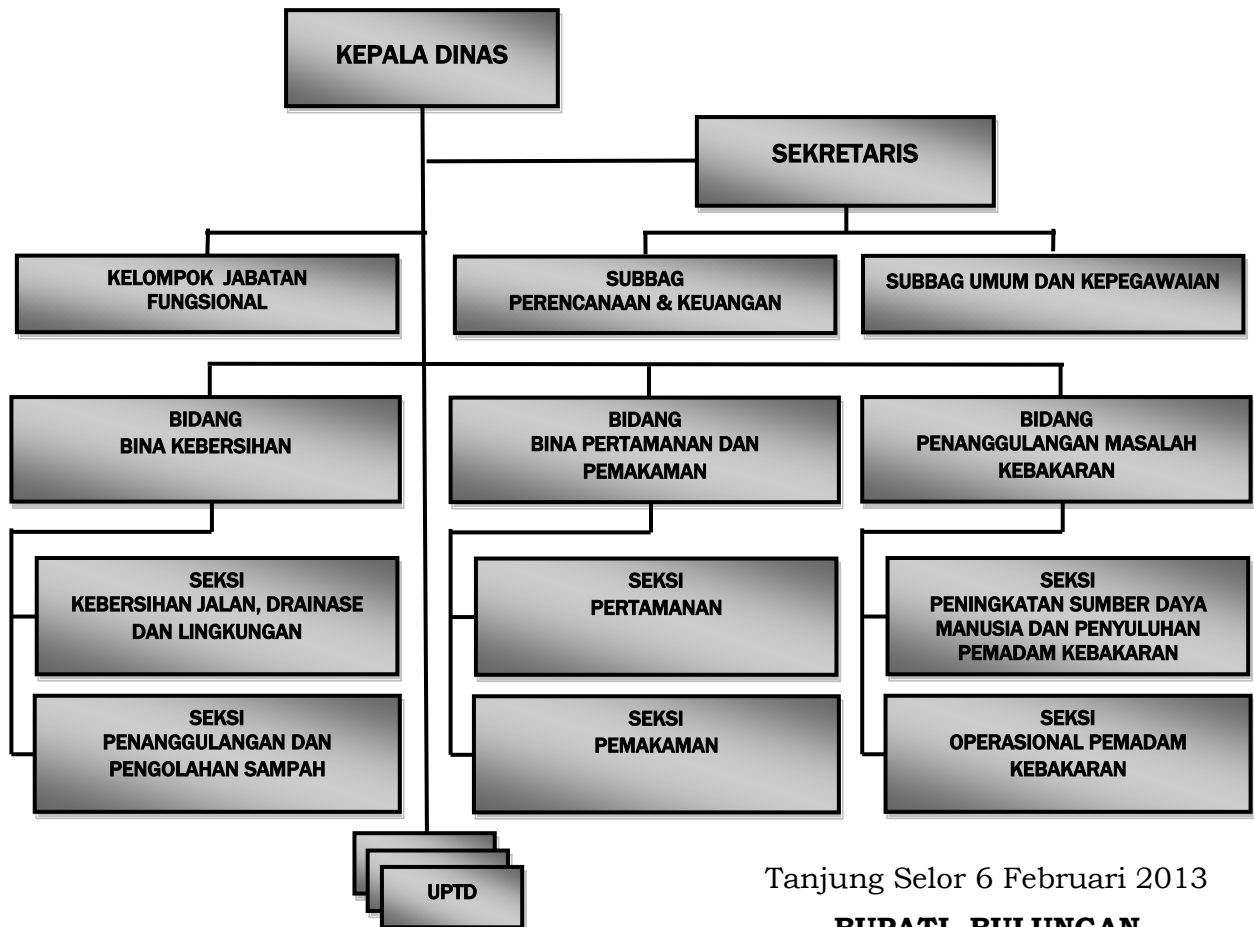 KEPALA DINAS
SEKRETARIS
KELOMPOK JABATAN
FUNGSIONAL
SUBBAG
PERENCANAAN & KEUANGAN
SUBBAG UMUM DAN KEPEGAWAIAN
BIDANG
BINA KEBERSIHAN
BIDANG
BINA PERTAMANAN DAN
PEMAKAMAN
BIDANG
PENANGGULANGAN MASALAH
KEBAKARAN
SEKSI
KEBERSIHAN JALAN, DRAINASE
DAN LINGKUNGAN
SEKSI
PERTAMANAN
SEKSI
PENINGKATAN SUMBER DAYA
MANUSIA DAN PENYULUHAN
PEMADAM KEBAKARAN
SEKSI
PENANGGULANGAN DAN
PENGOLAHAN SAMPAH
SEKSI
PEMAKAMAN
SEKSI
OPERASIONAL PEMADAM
KEBAKARAN
UPTD
Tanjung Selor 6 Februari 2013
BUPATI BULUNGAN